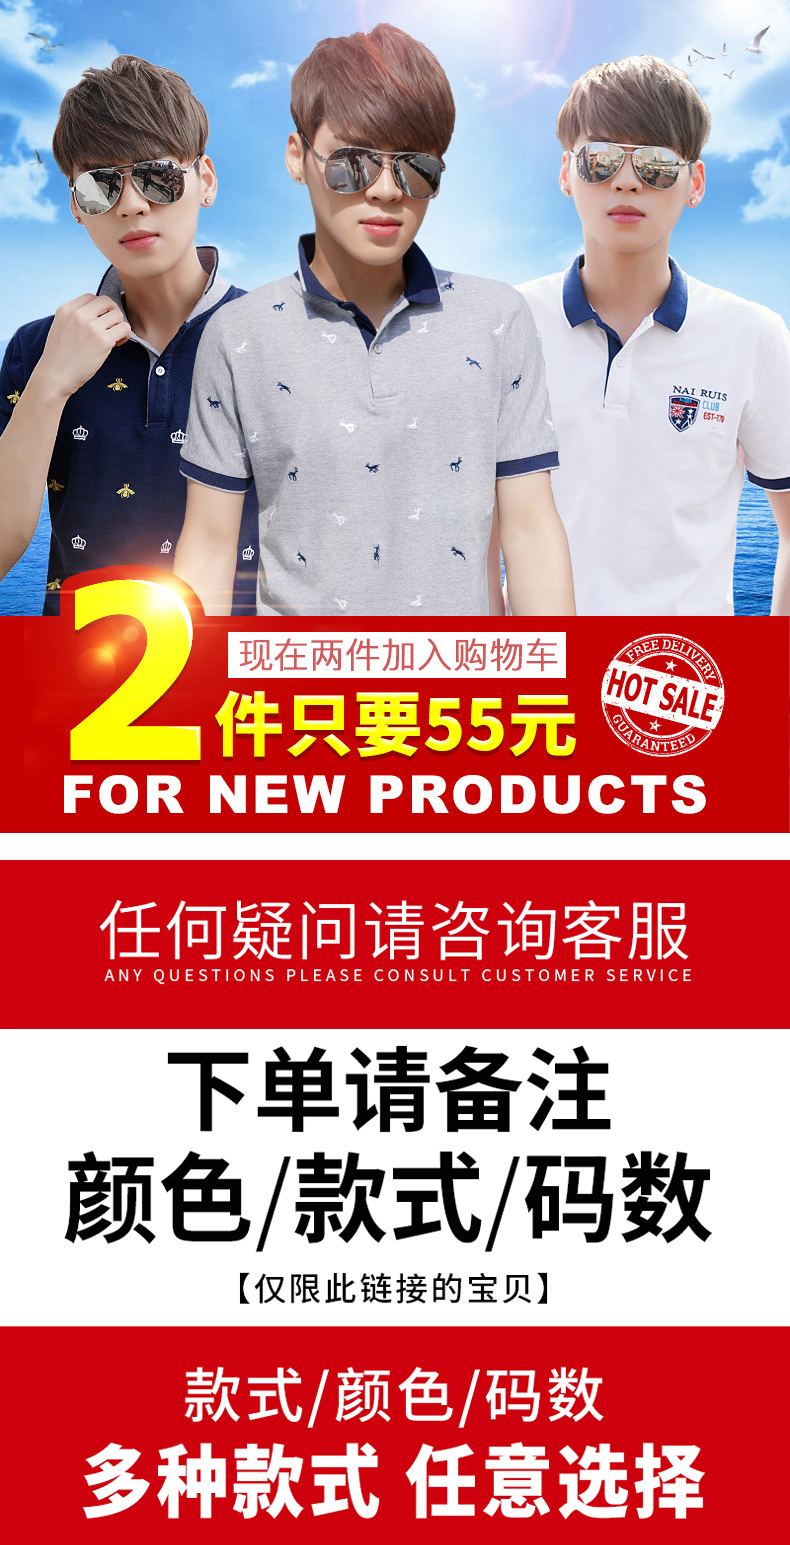 NAI RUIS
CLUB
EST-179
2
现在两件加入购物车
件只要55元
FREE DELIVERY
HOT SALE
GUARANTEED
FOR NEW PRODUCTS
任何疑问请咨询客服
ANY QUESTIONS PLEASE CONSULT CUSTOMER SERVICE
下单请备注
颜色/款式/码数
【仅限此链接的宝贝】
款式/颜色/码数
多种款式 任意选择